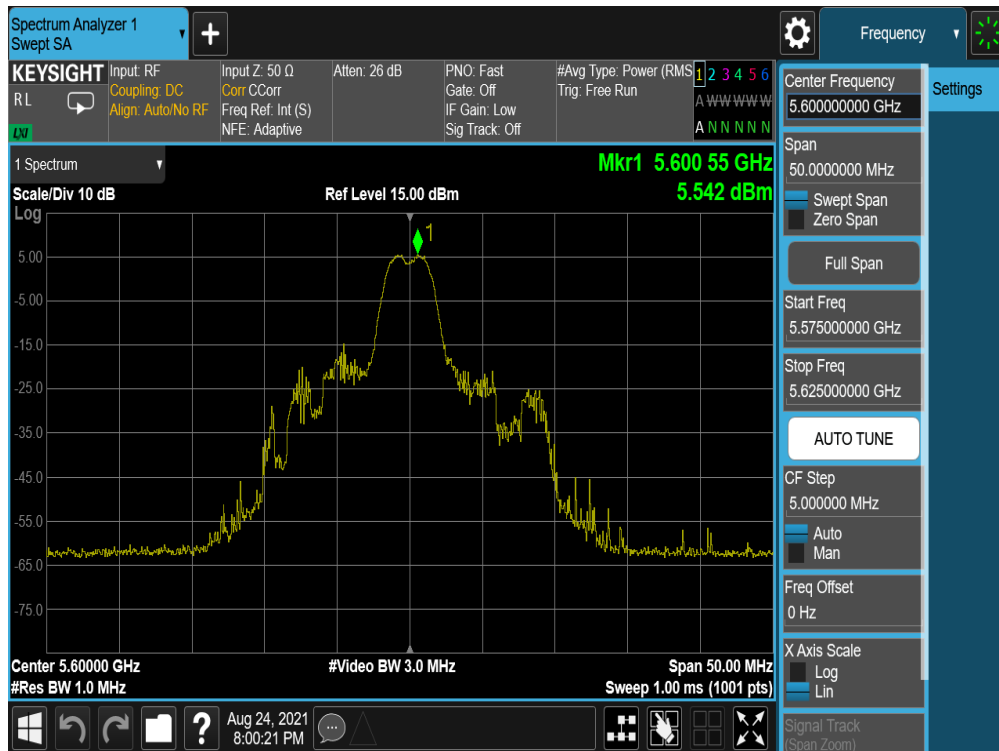 Spectrum Analyzer 1
Swept SA
+
Frequency
KEYSIGHT
R L
LXI
Input: RF
Coupling: DC
Align: Auto/No RF
Input Z: 50 Ω
Corr CCorr
Freq Ref: Int (S)
NFE: Adaptive
Atten: 26 dB
PNO: Fast
Gate: Off
IF Gain: Low
Sig Track: Off
#Avg Type: Power (RMS
Trig: Free Run
1 2 3 4 5 6
A W W W W W
A N N N N N
1 Spectrum
Scale/Div 10 dB
Log
Ref Level 15.00 dBm
Mkr1 5.600 55 GHz
5.542 dBm
1
5.00
-5.00
-15.0
-25.0
-35.0
-45.0
-55.0
-65.0
-75.0
Center 5.60000 GHz
#Res BW 1.0 MHz
#Video BW 3.0 MHz
Span 50.00 MHz
Sweep 1.00 ms (1001 pts)
Center Frequency
5.600000000 GHz
Settings
Span
50.0000000 MHz
Swept Span
Zero Span
Full Span
Start Freq
5.575000000 GHz
Stop Freq
5.625000000 GHz
AUTO TUNE
CF Step
5.000000 MHz
Auto
Man
Freq Offset
0 Hz
X Axis Scale
Log
Lin
Signal Track
(Span Zoom)
?
Aug 24, 2021
8:00:21 PM